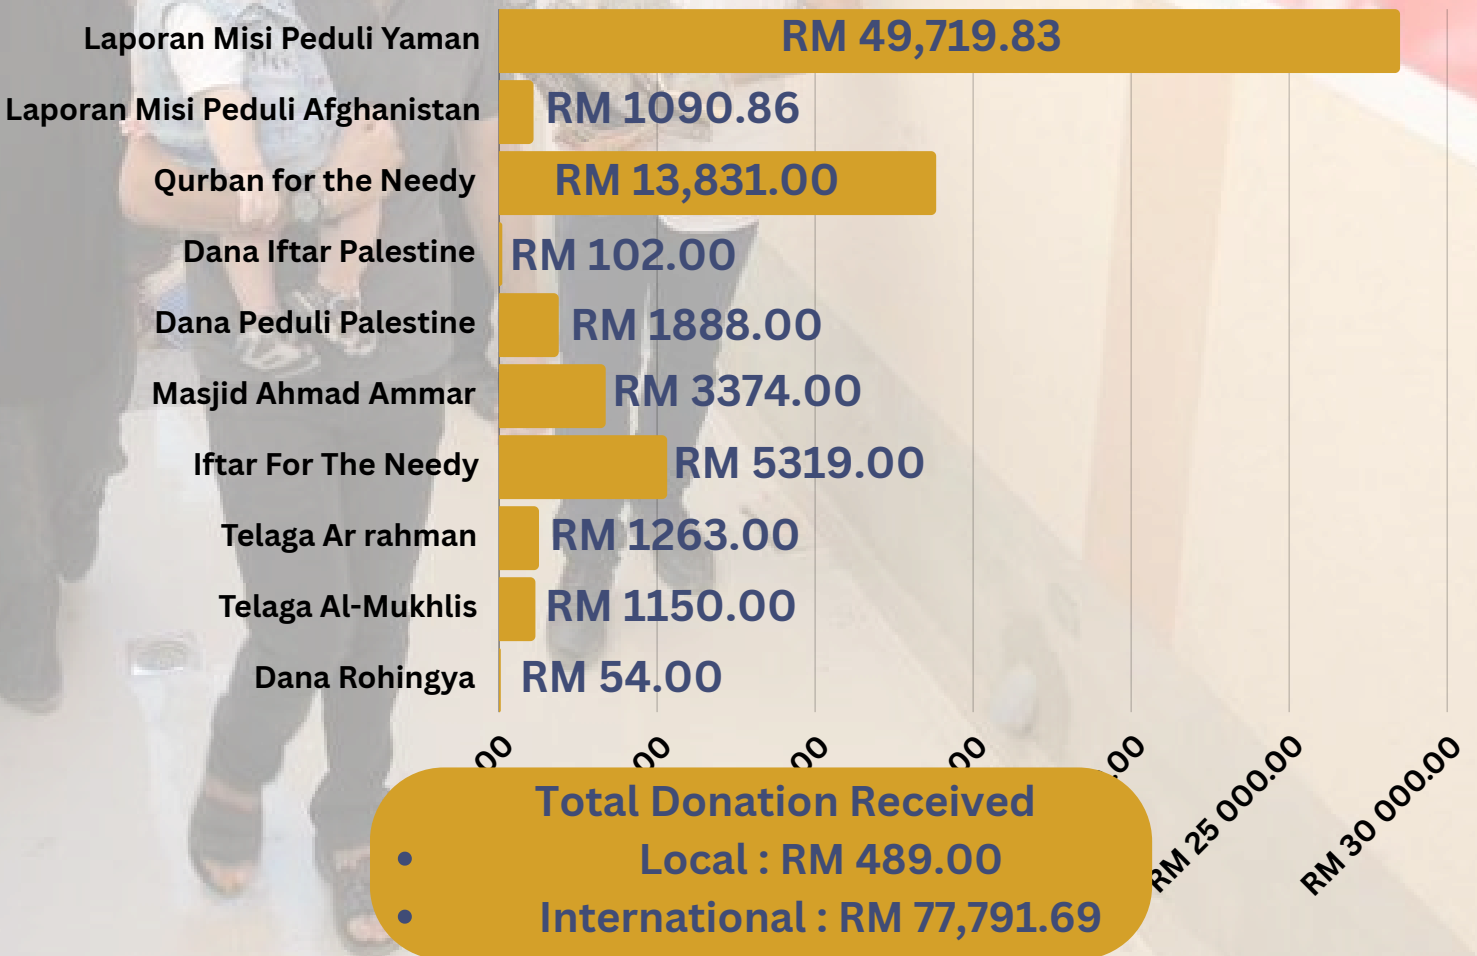 Laporan Misi Peduli Yaman RM 49,719.83
Laporan Misi Peduli Afghanistan RM 1090.86
Qurban for the Needy RM 13,831.00
Dana Iftar Palestine RM 102.00
Dana Peduli Palestine RM 1888.00
Masjid Ahmad Ammar RM 3374.00
Iftar For The Needy RM 5319.00
Telaga Ar rahman RM 1263.00
Telaga Al-Mukhlis RM 1150.00
Dana Rohingya RM 54.00
RM 25 000.00
RM 30 000.00
Total Donation Received
• Local : RM 489.00
• International : RM 77,791.69